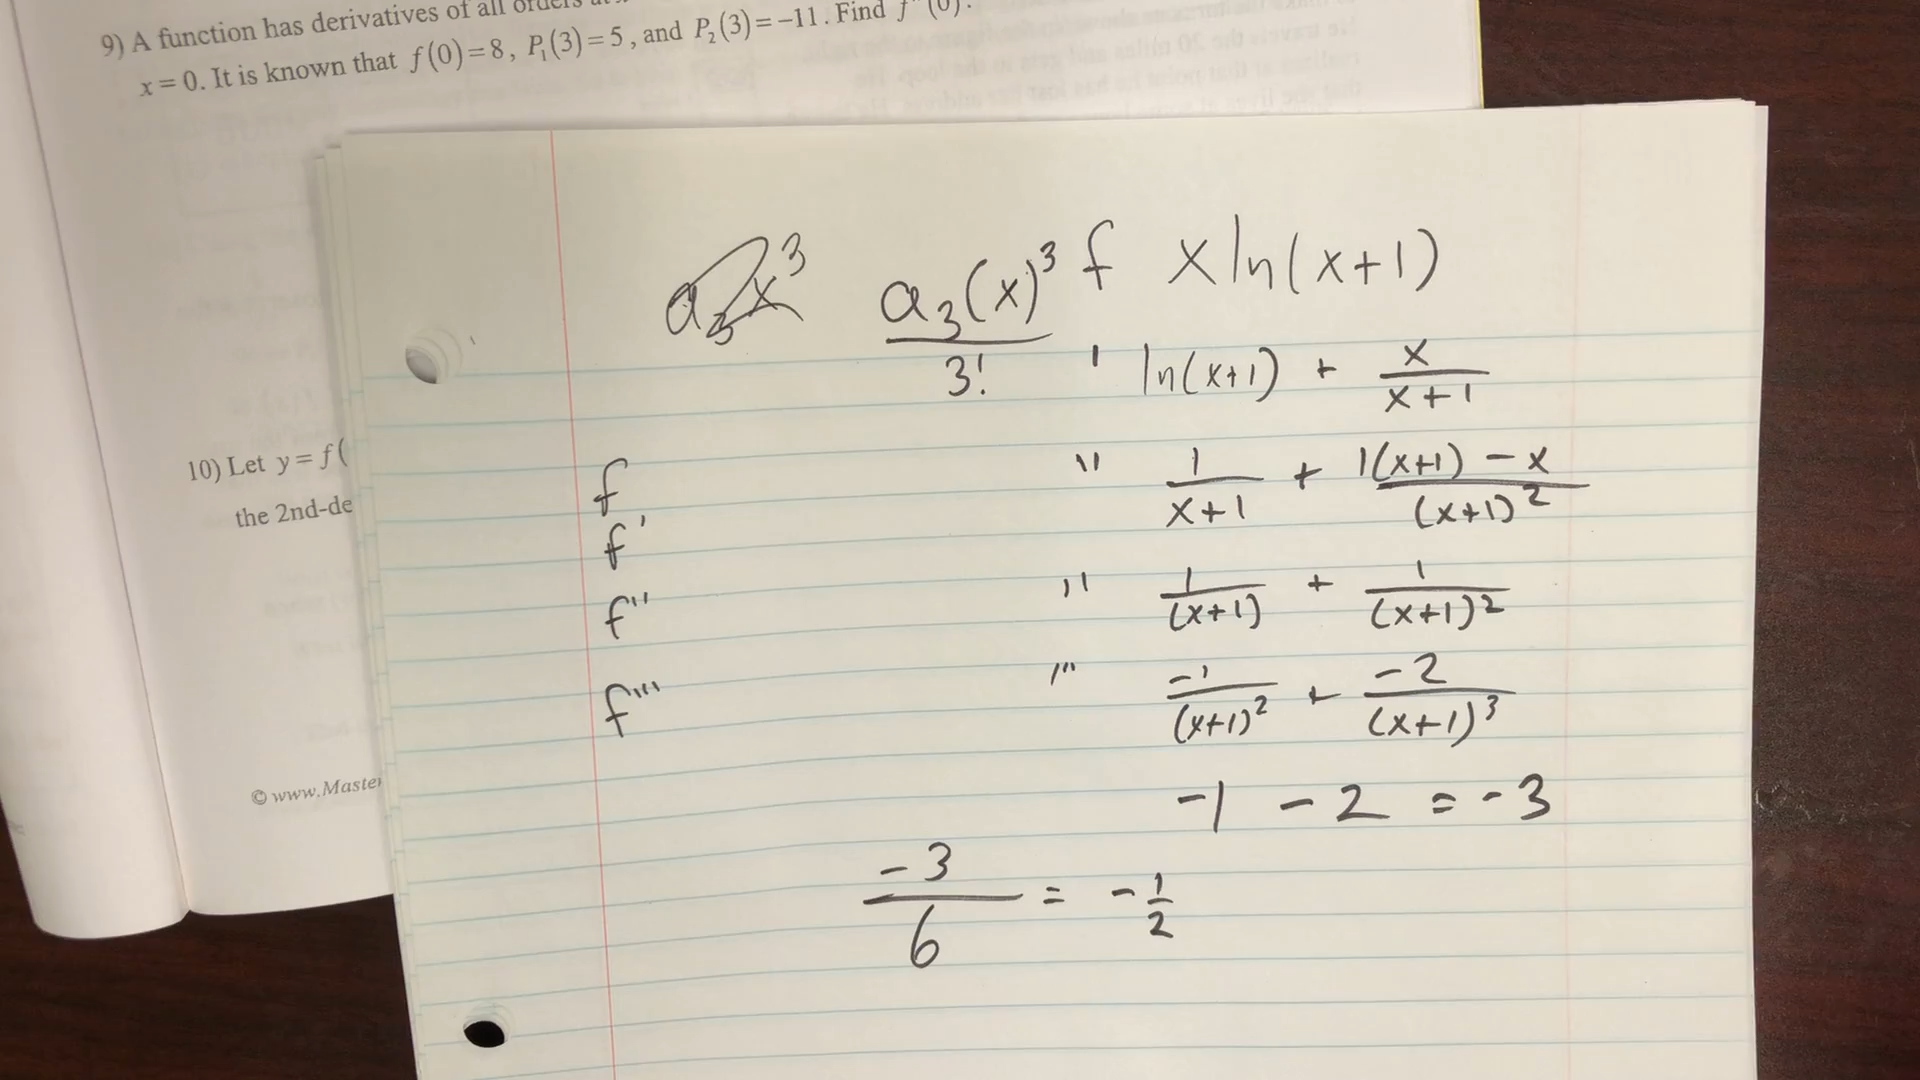 9) A function has derivatives of all orders at
x = 0. It is known that f(0) = 8, P₁(3) = 5, and P₂(3) = −11. Find f″(0).
10) Let y = f(
the 2nd-de
© www.Master
a₃x³
a₃(x)³ / 3!
f x ln(x+1)
' ln(x+1) + x/(x+1)
f
'' 1/(x+1) + (1(x+1) − x)/(x+1)²
f'
f''
'' 1/(x+1) + 1/(x+1)²
f'''
''' −1/(x+1)² + −2/(x+1)³
−1 − 2 = −3
−3/6 = −1/2